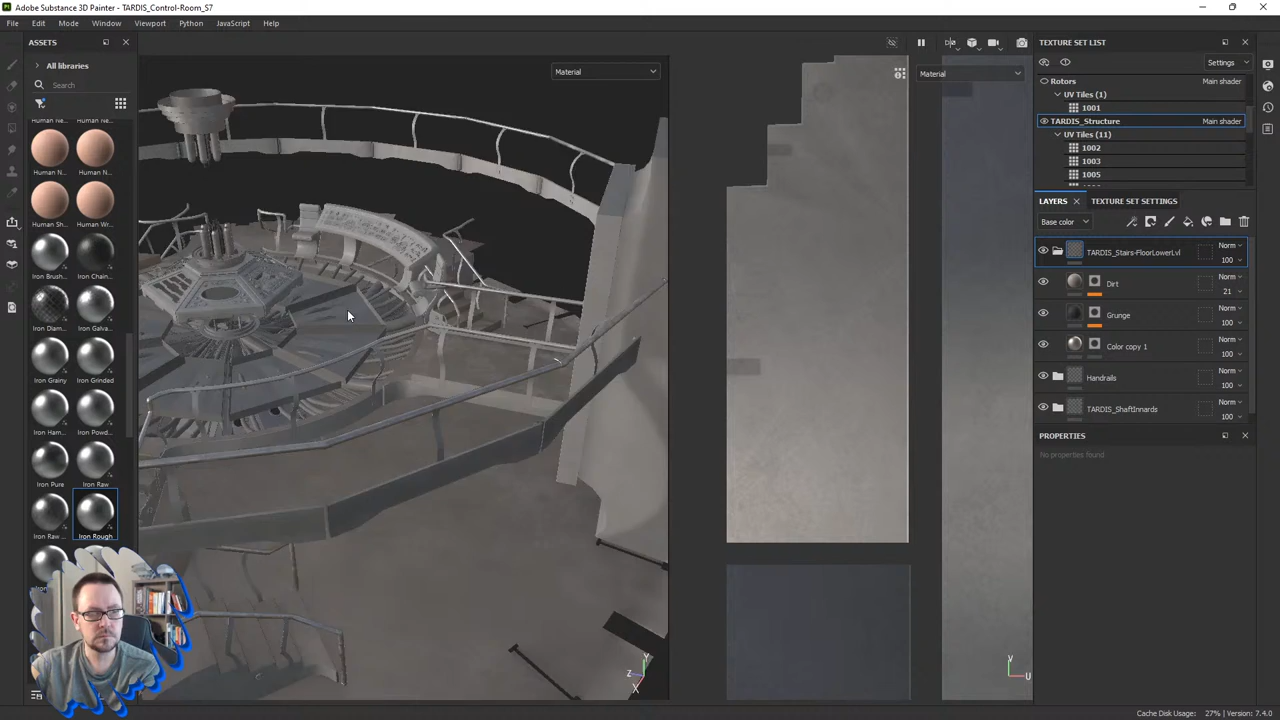 Adobe Substance 3D Painter - TARDIS_Control-Room_S7
File Edit Mode Window Viewport Python JavaScript Help
ASSETS
All libraries
Search
Human Ne... Human Ne...
Human N... Human N...
Human Sh... Human Wr...
Iron Brush... Iron Chain...
Iron Diam... Iron Galva...
Iron Grainy Iron Grinded
Iron Ham... Iron Powd...
Iron Pure Iron Raw
Iron Raw ... Iron Rough
Material
Y
Z
X
Material
V
U
TEXTURE SET LIST
Settings
Rotors Main shader
UV Tiles (1)
1001
TARDIS_Structure Main shader
UV Tiles (11)
1002
1003
1005
LAYERS TEXTURE SET SETTINGS
Base color
TARDIS_Stairs-FloorLowerLvl Norm 100
Dirt Norm 21
Grunge Norm 100
Color copy 1 Norm 100
Handrails Norm 100
TARDIS_ShaftInnards Norm 100
PROPERTIES
No properties found
Cache Disk Usage: 27% | Version: 7.4.0